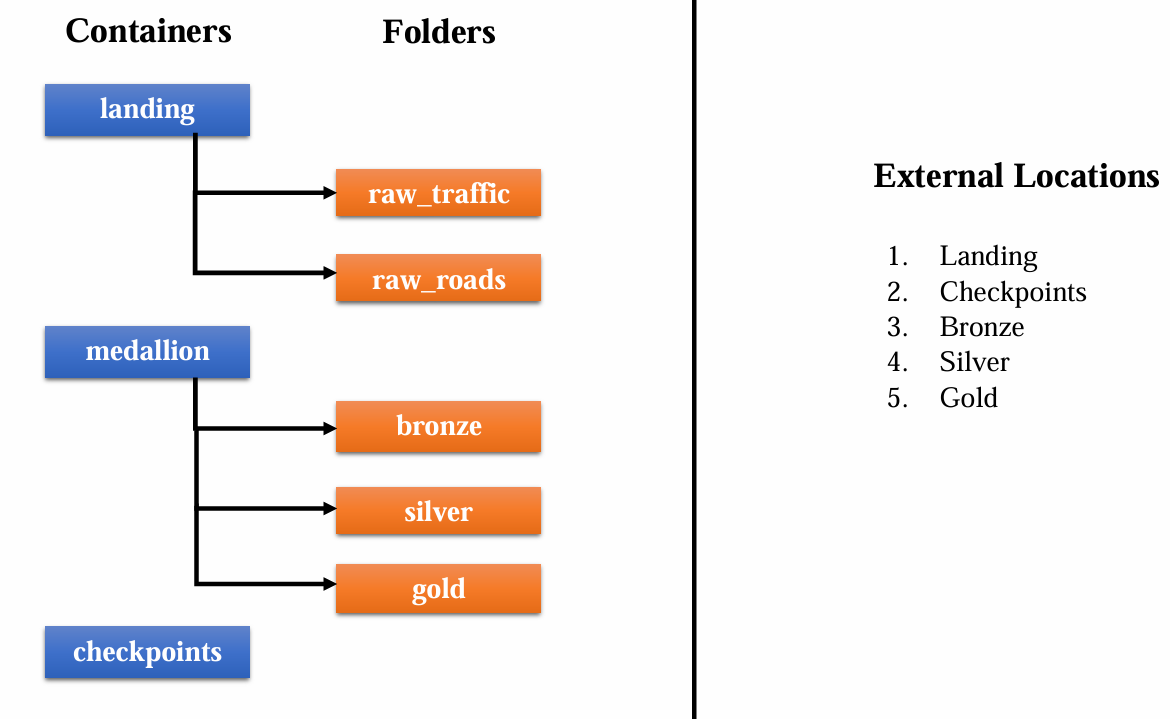 Containers
Folders
landing
raw_traffic
raw_roads
medallion
bronze
silver
gold
checkpoints
External Locations
1. Landing
2. Checkpoints
3. Bronze
4. Silver
5. Gold